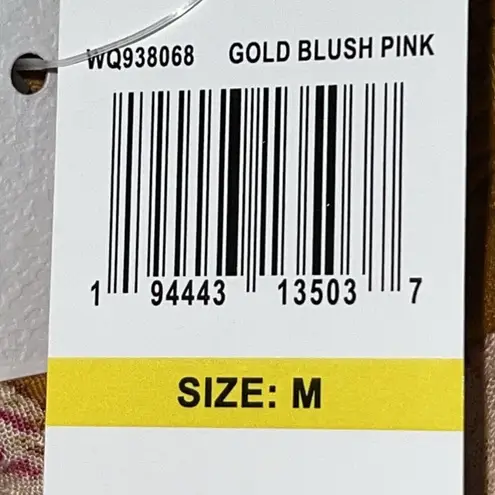 WQ938068 GOLD BLUSH PINK
1 94443 13503 7
SIZE: M